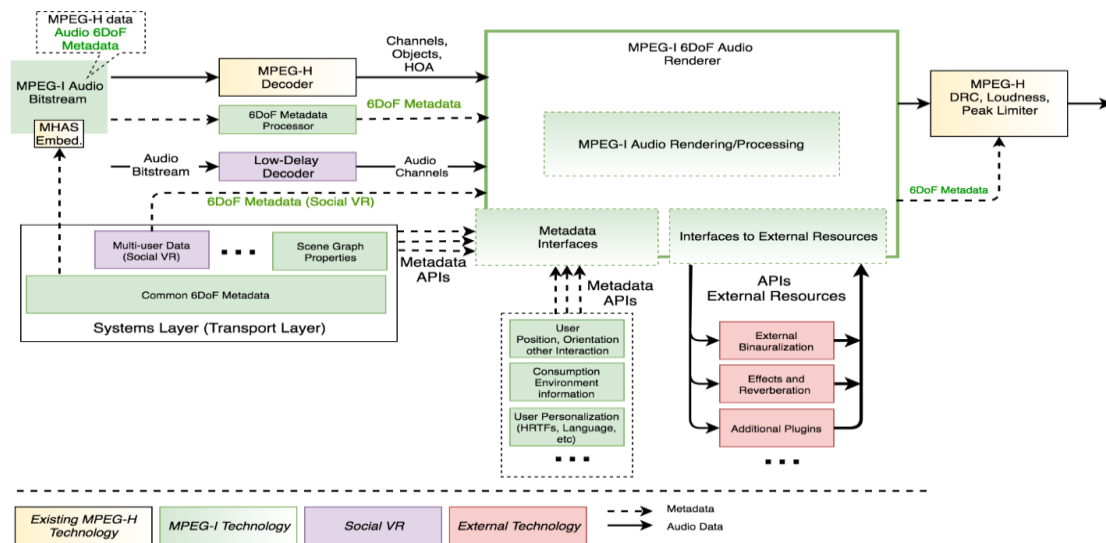 MPEG-H data
Audio 6DoF
Metadata
MPEG-I Audio
Bitstream
MHAS
Embed.
MPEG-H
Decoder
Channels,
Objects,
HOA
6DoF Metadata
Processor
6DoF Metadata
Audio
Bitstream
Low-Delay
Decoder
Audio
Channels
6DoF Metadata (Social VR)
MPEG-I 6DoF Audio
Renderer
MPEG-I Audio Rendering/Processing
Metadata
Interfaces
Interfaces to External Resources
MPEG-H
DRC, Loudness,
Peak Limiter
6DoF Metadata
Multi-user Data
(Social VR)
Scene Graph
Properties
Common 6DoF Metadata
Systems Layer (Transport Layer)
Metadata
APIs
Metadata
APIs
User
Position, Orientation
other Interaction
Consumption
Environment
information
User Personalization
(HRTFs, Language,
etc)
APIs
External Resources
External
Binauralization
Effects and
Reverberation
Additional Plugins
Existing MPEG-H
Technology
MPEG-I Technology
Social VR
External Technology
Metadata
Audio Data